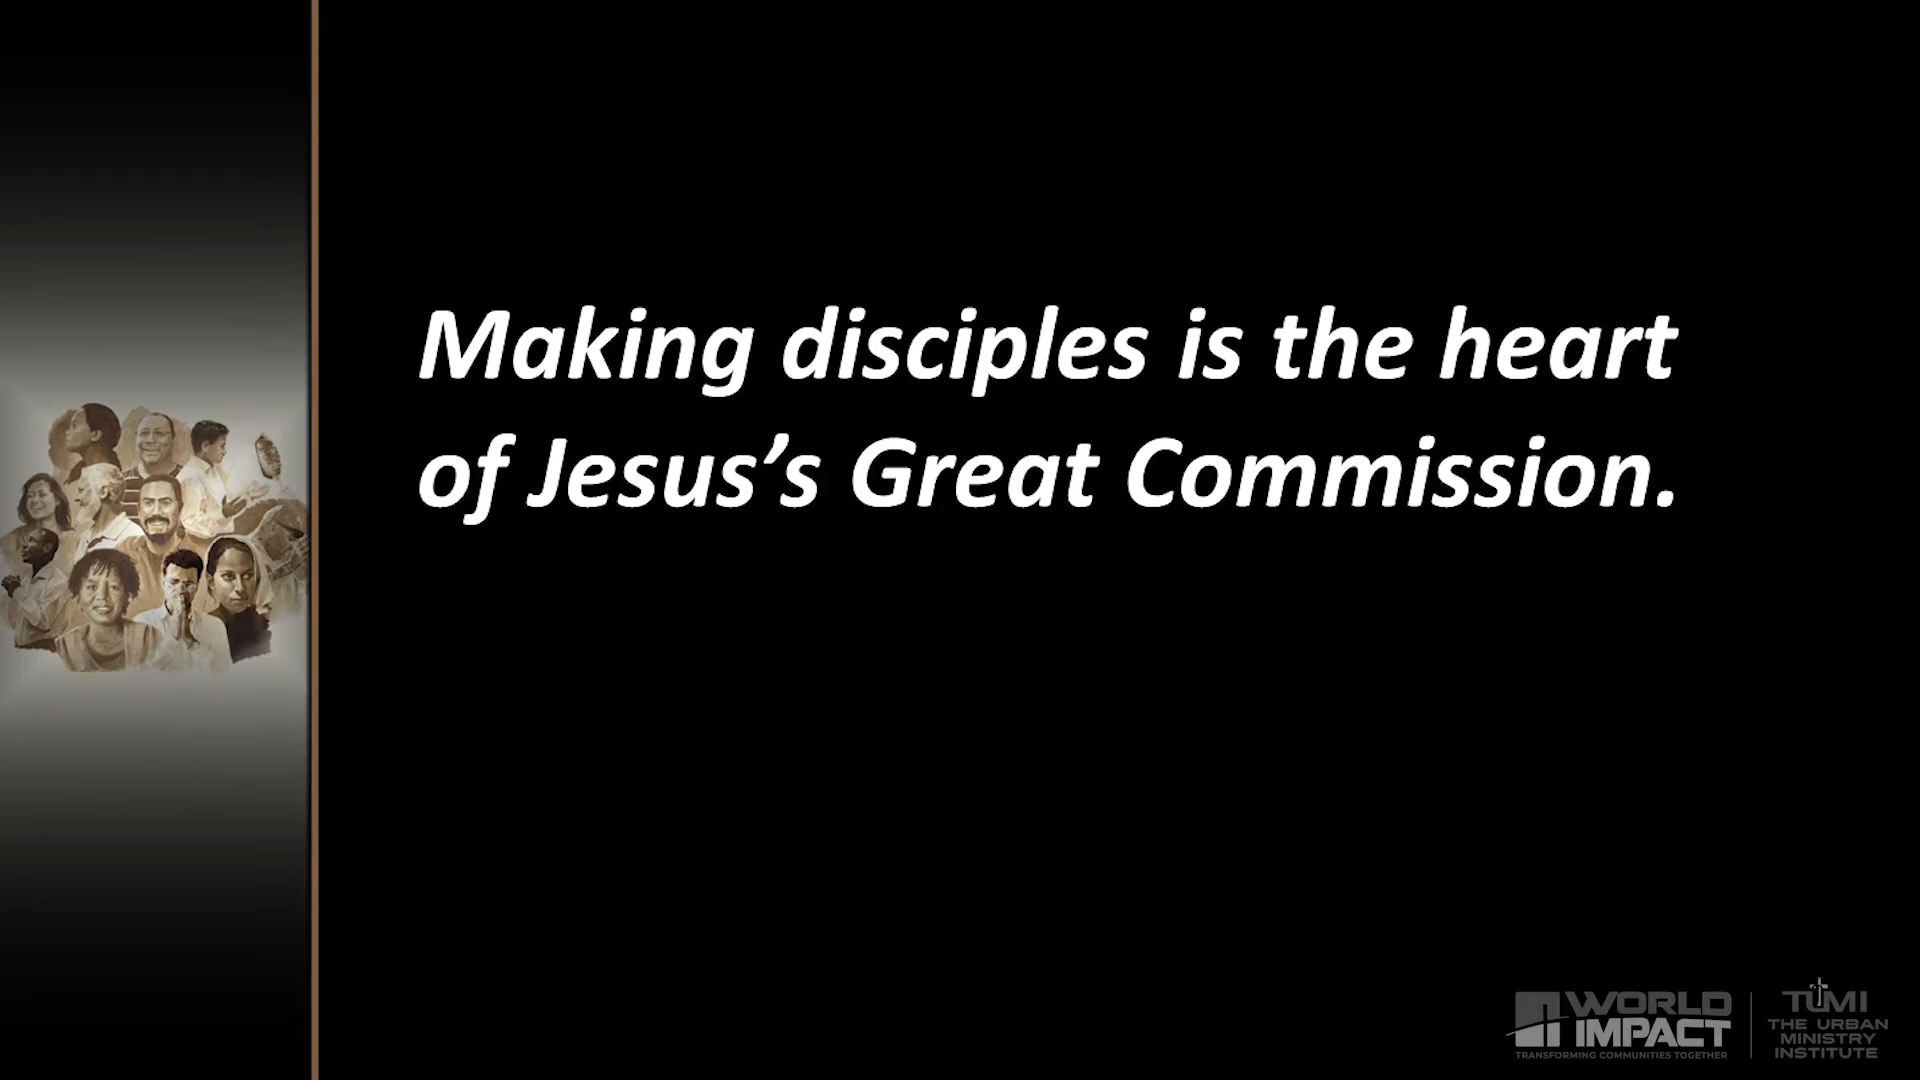 Making disciples is the heart
of Jesus’s Great Commission.
WORLD
IMPACT
TRANSFORMING COMMUNITIES TOGETHER
TUMI
THE URBAN
MINISTRY
INSTITUTE